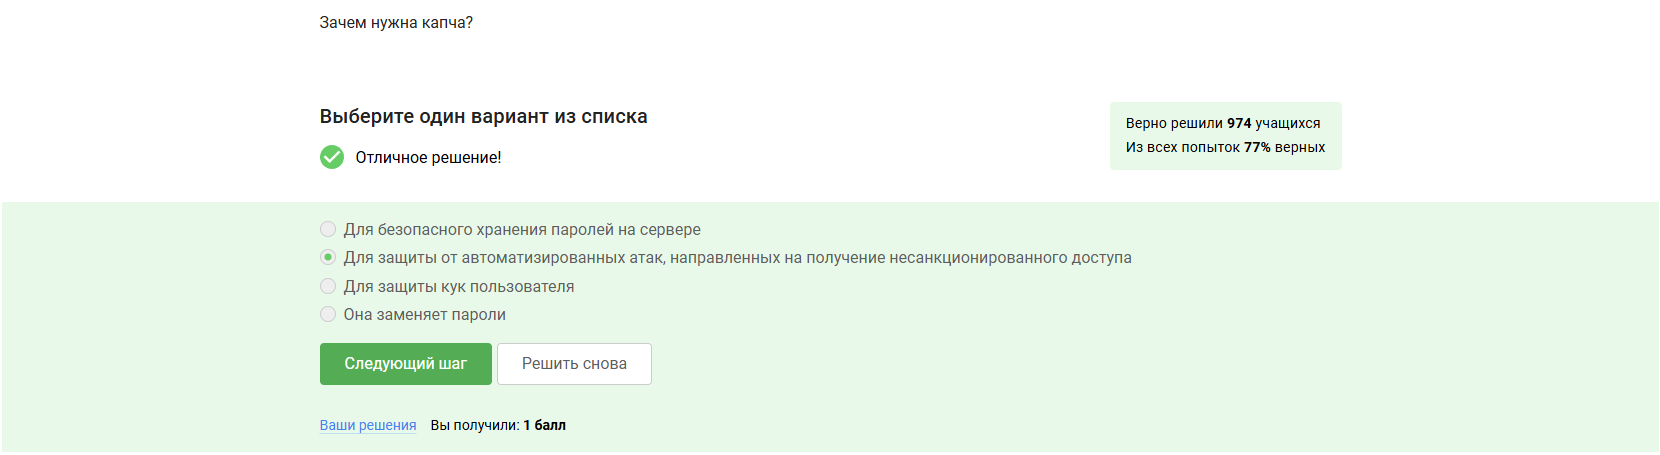 Зачем нужна капча?
Выберите один вариант из списка
Отличное решение!
Верно решили 974 учащихся
Из всех попыток 77% верных
Для безопасного хранения паролей на сервере
Для защиты от автоматизированных атак, направленных на получение несанкционированного доступа
Для защиты кук пользователя
Она заменяет пароли
Следующий шаг
Решить снова
Ваши решения
Вы получили: 1 балл